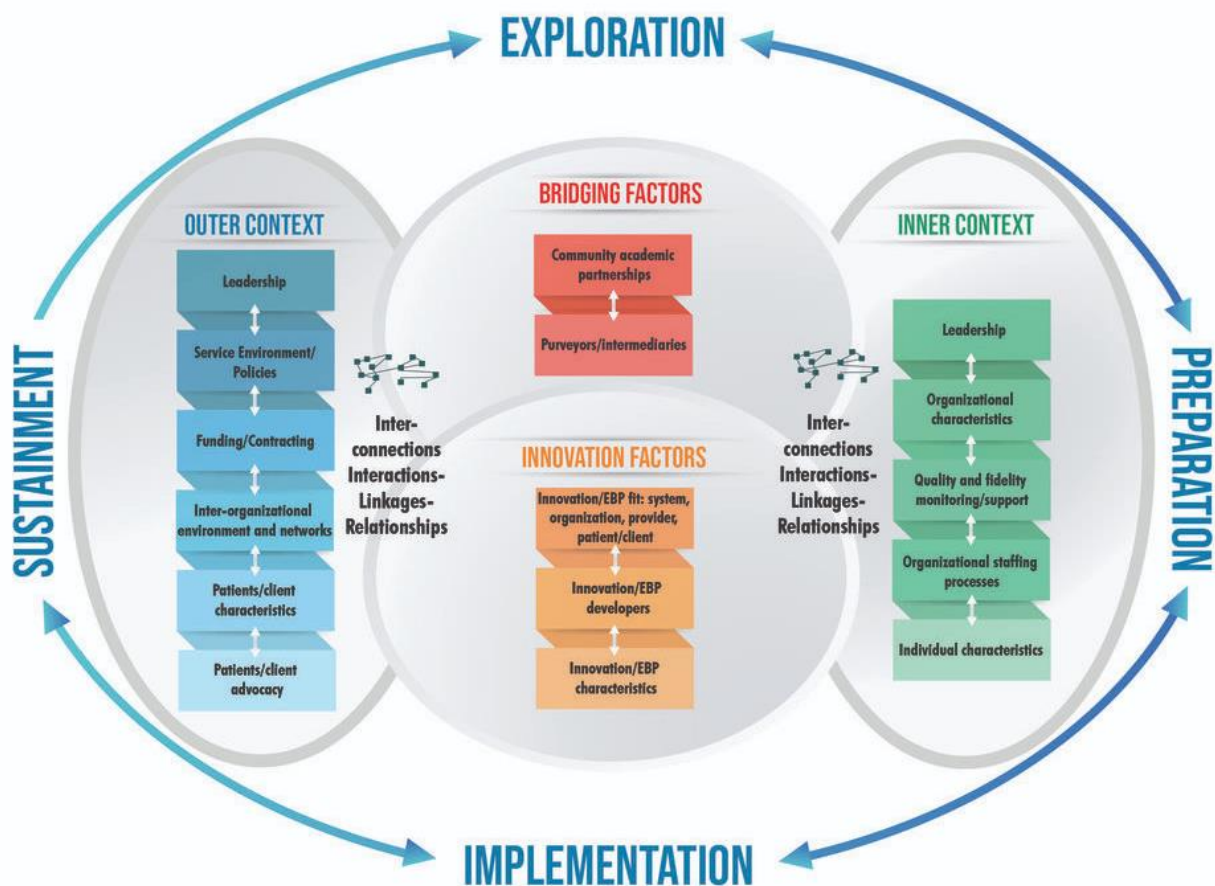 EXPLORATION
SUSTAINMENT
PREPARATION
IMPLEMENTATION
OUTER CONTEXT
Leadership
Service Environment/
Policies
Funding/Contracting
Inter-organizational
environment and networks
Patients/client
characteristics
Patients/client
advocacy
Inter-
connections
Interactions-
Linkages-
Relationships
BRIDGING FACTORS
Community academic
partnerships
Purveyors/intermediaries
INNOVATION FACTORS
Innovation/EBP fit: system,
organization, provider,
patient/client
Innovation/EBP
developers
Innovation/EBP
characteristics
Inter-
connections
Interactions-
Linkages-
Relationships
INNER CONTEXT
Leadership
Organizational
characteristics
Quality and fidelity
monitoring/support
Organizational staffing
processes
Individual characteristics